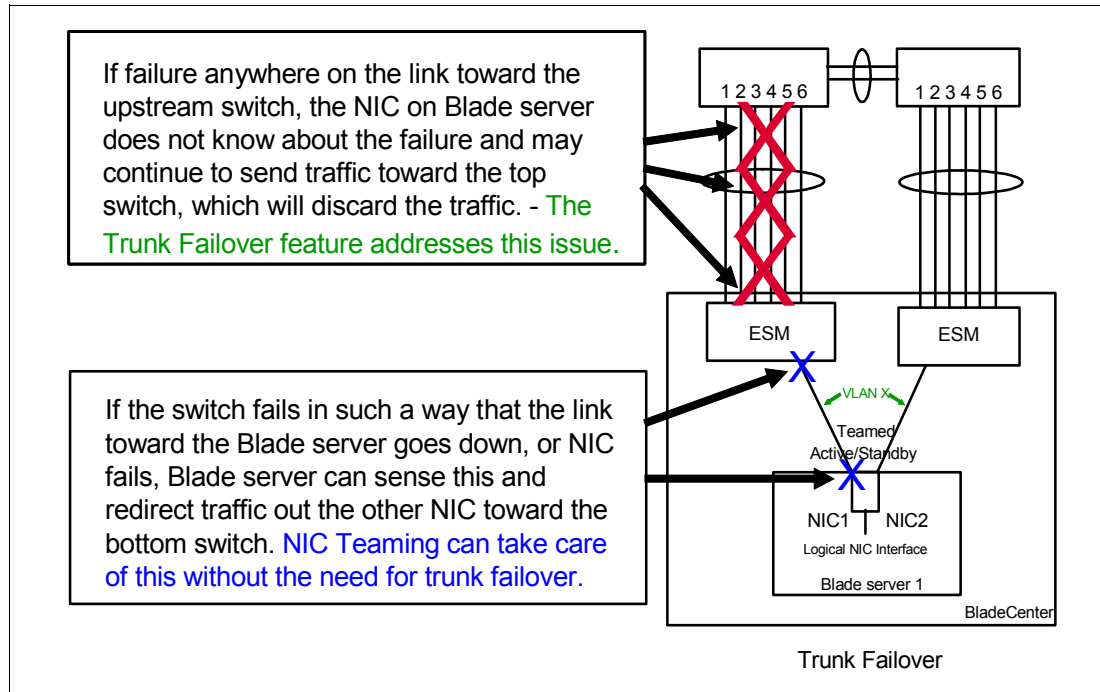 If failure anywhere on the link toward the
upstream switch, the NIC on Blade server
does not know about the failure and may
continue to send traffic toward the top
switch, which will discard the traffic. - The
Trunk Failover feature addresses this issue.
1 2 3 4 5 6
1 2 3 4 5 6
ESM
ESM
If the switch fails in such a way that the link
toward the Blade server goes down, or NIC
fails, Blade server can sense this and
redirect traffic out the other NIC toward the
bottom switch. NIC Teaming can take care
of this without the need for trunk failover.
VLAN X
Teamed
Active/Standby
NIC1
NIC2
Logical NIC Interface
Blade server 1
BladeCenter
Trunk Failover